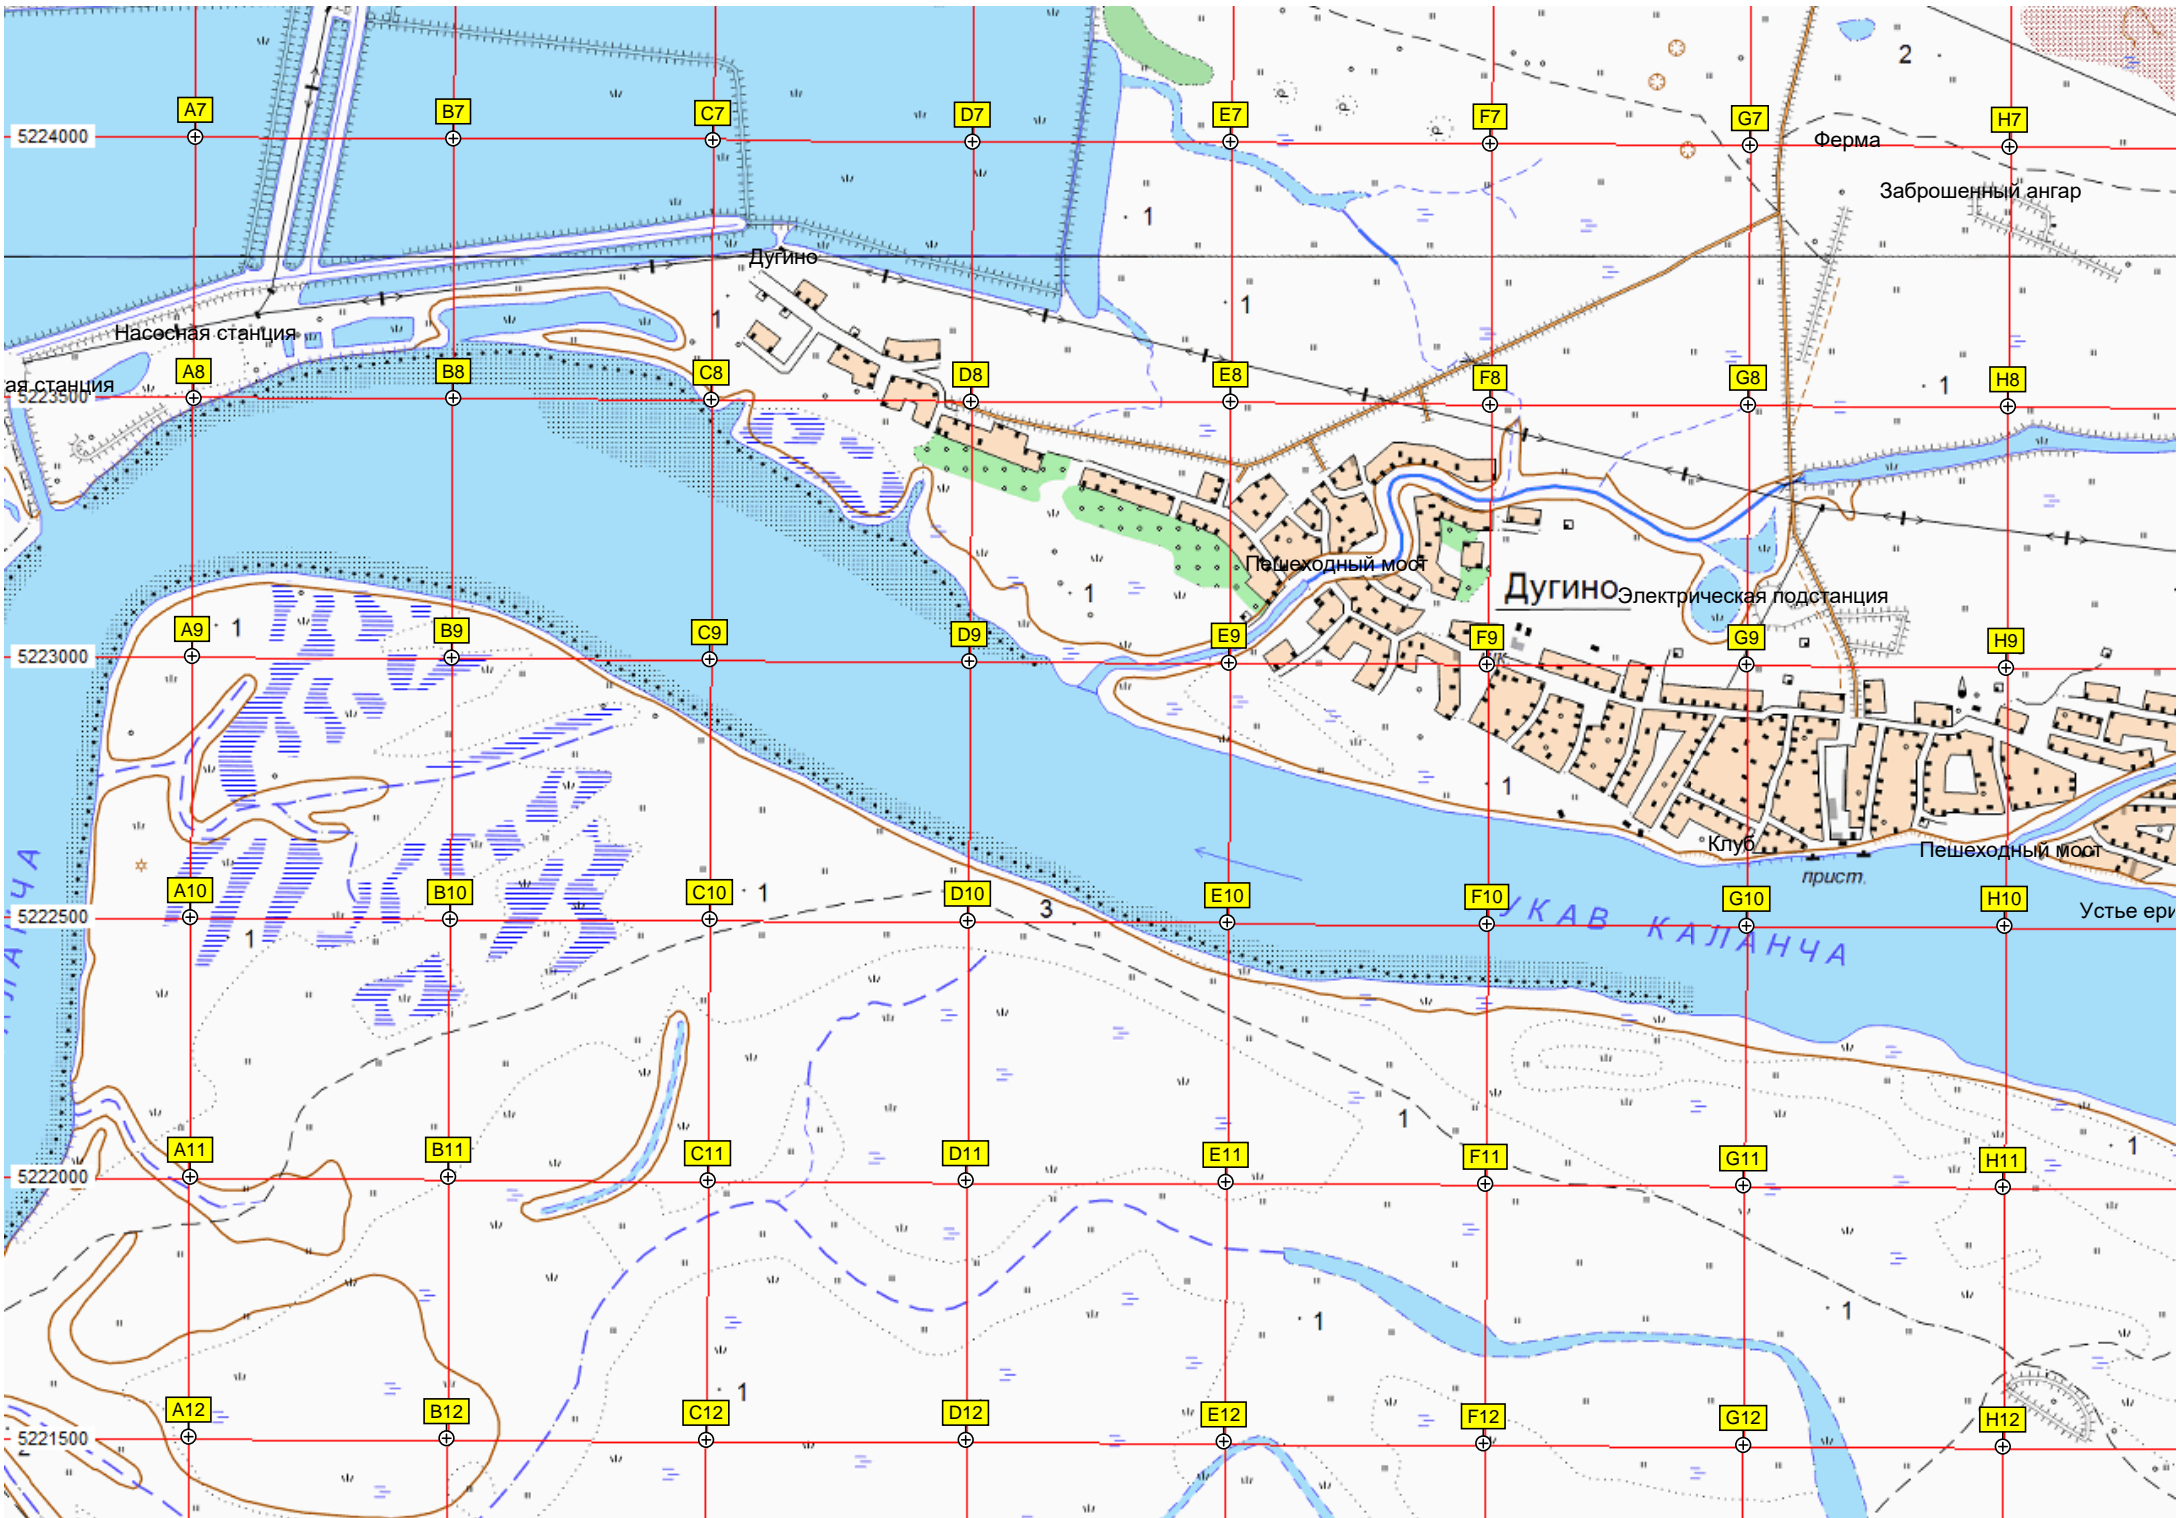 2
A7 B7 C7 D7 E7 F7 G7 H7
5224000
Ферма
Заброшенный ангар
1
Дугино
1
1
Насосная станция
A8 B8 C8 D8 E8 F8 G8 H8
ая станция
1
5223500
Пешеходный мост
1
Дугино
Электрическая подстанция
1
A9 B9 C9 D9 E9 F9 G9 H9
5223000
1
Клуб
Пешеходный мост
прист.
A10 B10 C10 D10 E10 F10 G10 H10
1
3
5222500
УКАВ КАЛАНЧА
Устье ери
1
1
1
A11 B11 C11 D11 E11 F11 G11 H11
5222000
1
1
1
A12 B12 C12 D12 E12 F12 G12 H12
5221500
2